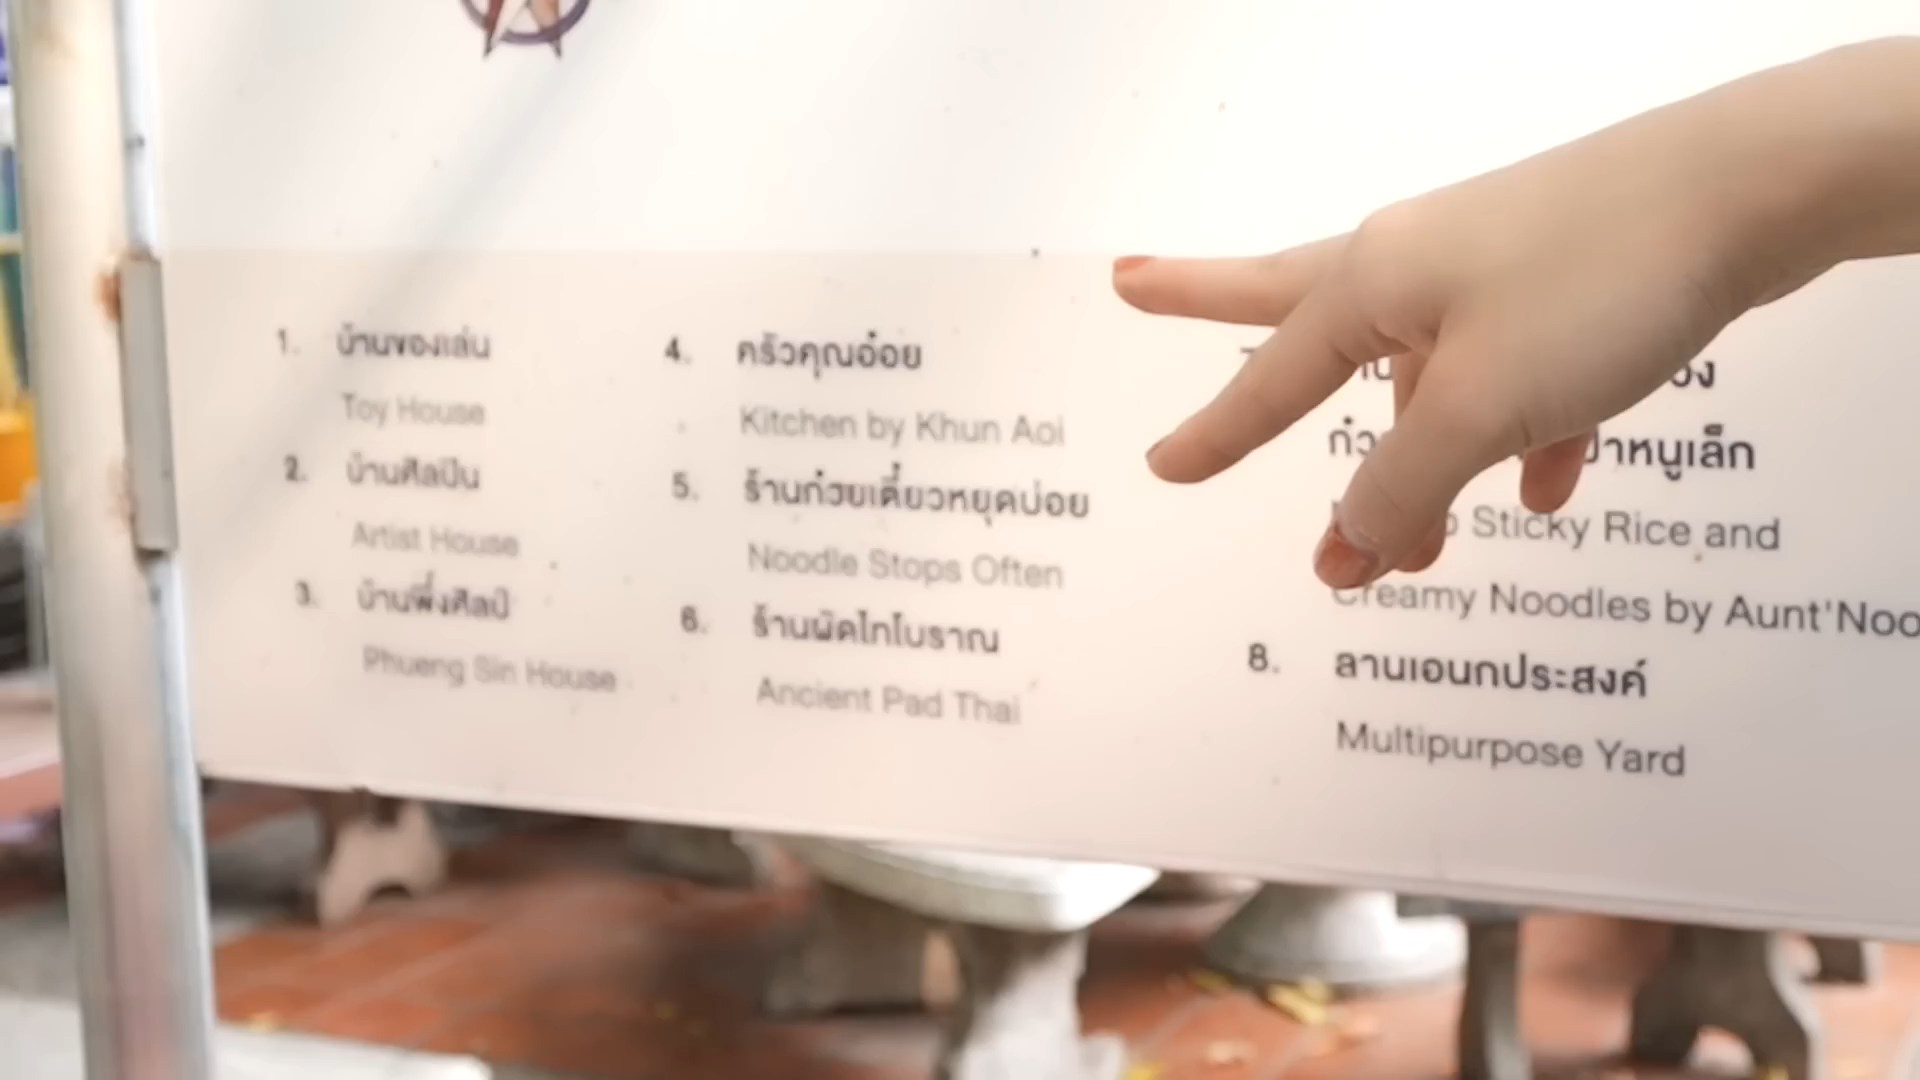 1. บ้านของเล่น
Toy House
2. บ้านศิลปิน
Artist House
3. บ้านพึ่งศิลป์
Phueng Sin House
4. ครัวคุณอ๋อย
Kitchen by Khun Aoi
5. ร้านก๋วยเตี๋ยวหยุดบ่อย
Noodle Stops Often
6. ร้านผัดไทโบราณ
Ancient Pad Thai
ป้าหนูเล็ก
Sticky Rice and
Creamy Noodles by Aunt'Noo
8. ลานเอนกประสงค์
Multipurpose Yard